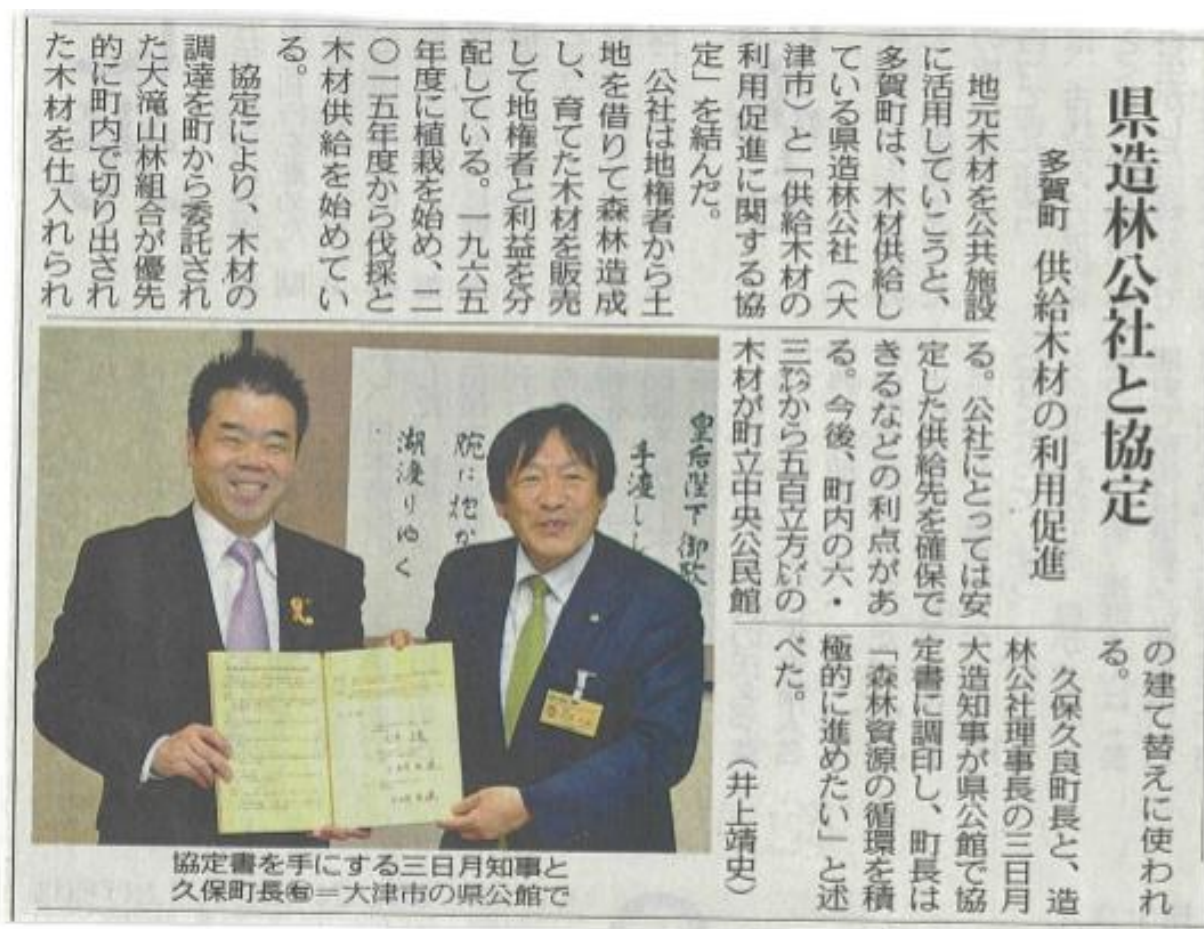 県造林公社と協定
多賀町 供給木材の利用促進
地元木材を公共施設
に活用していこうと、
多賀町は、木材供給し
ている県造林公社（大
津市）と「供給木材の
利用促進に関する協
定」を結んだ。
公社は地権者から土
地を借りて森林造成
し、育てた木材を販売
して地権者と利益を分
配している。一九六五
年度に植栽を始め、二
〇一五年度から伐採と
木材供給を始めてい
る。
協定により、木材の
調達を町から委託され
た大滝山林組合が優先
的に町内で切り出され
た木材を仕入れられ
る。公社にとっては安
定した供給先を確保で
きるなどの利点があ
る。今後、町内の六・
三㌶から五百立方㍍の
木材が町立中央公民館
の建て替えに使われ
る。
久保久良町長と、造
林公社理事長の三日月
大造知事が県公館で協
定書に調印し、町長は
「森林資源の循環を積
極的に進めたい」と述
べた。
（井上靖史）
皇后陛下御歌
手渡し
腕に抱か
湖渡りゆく
協定書を手にする三日月知事と
久保町長㊨＝大津市の県公館で